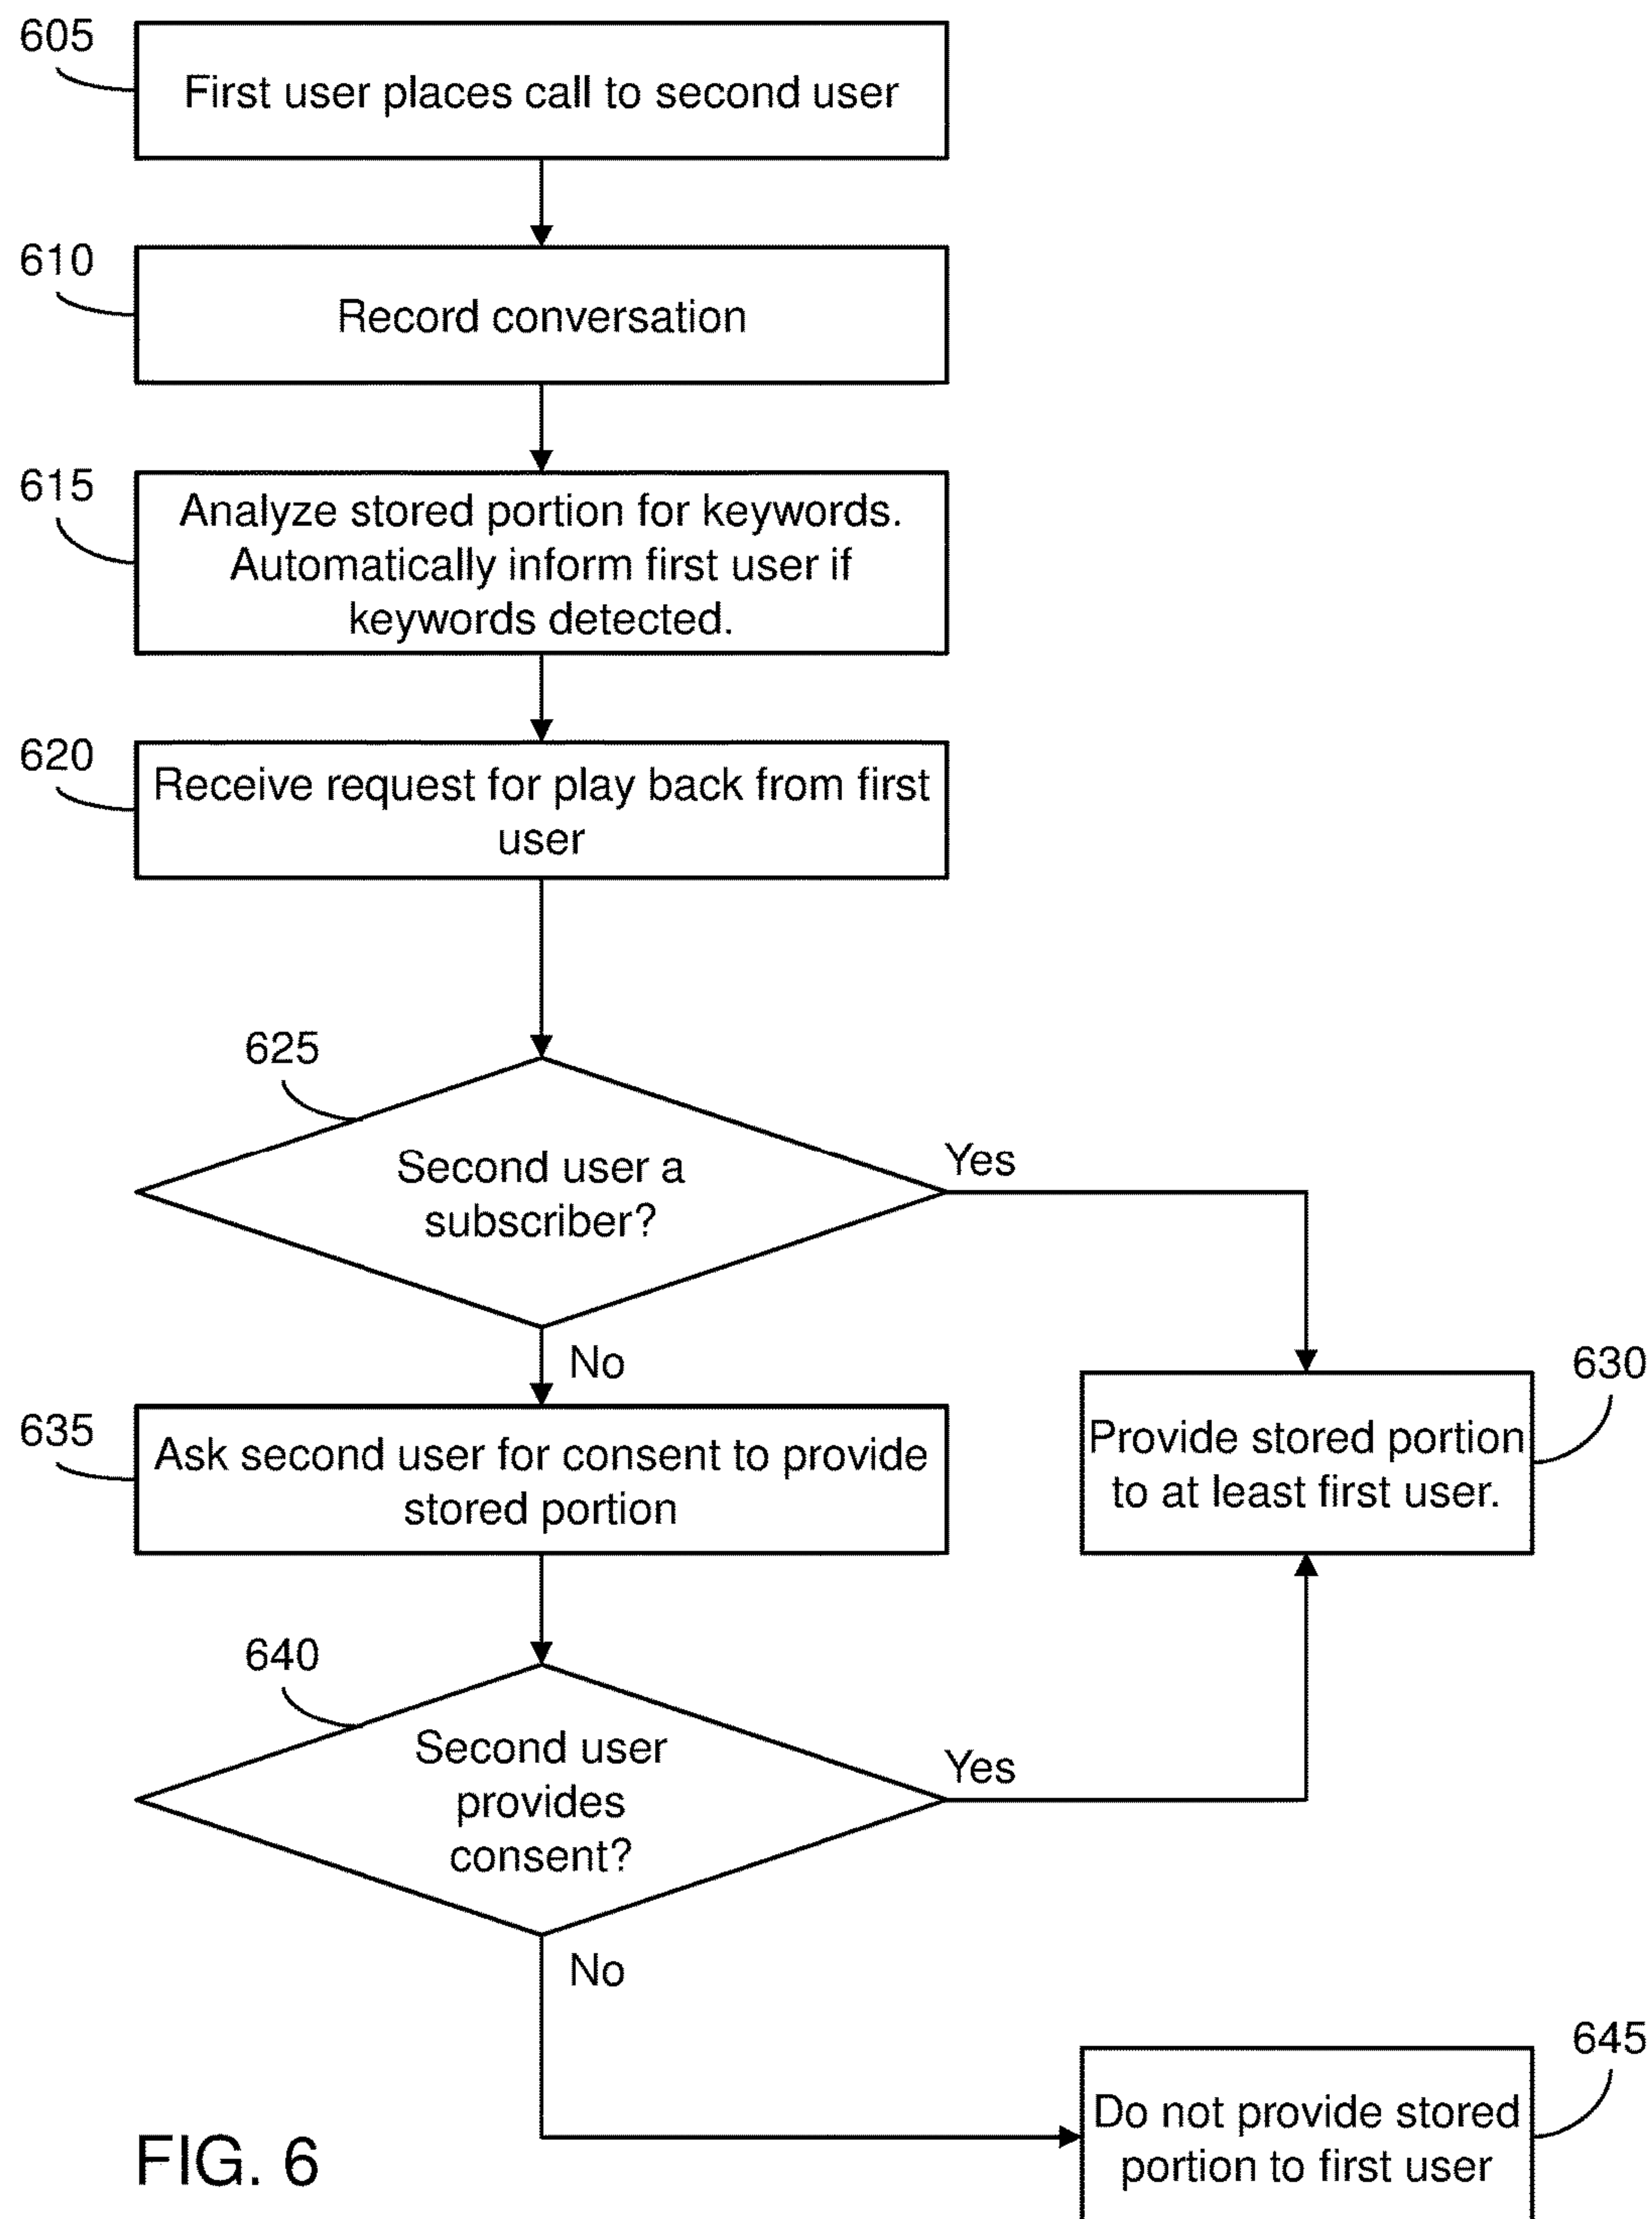 605
First user places call to second user
610
Record conversation
615
Analyze stored portion for keywords.
Automatically inform first user if
keywords detected.
620
Receive request for play back from first
user
625
Second user a
subscriber?
Yes
No
630
Provide stored portion
to at least first user.
635
Ask second user for consent to provide
stored portion
640
Second user
provides
consent?
Yes
No
645
Do not provide stored
portion to first user
FIG. 6